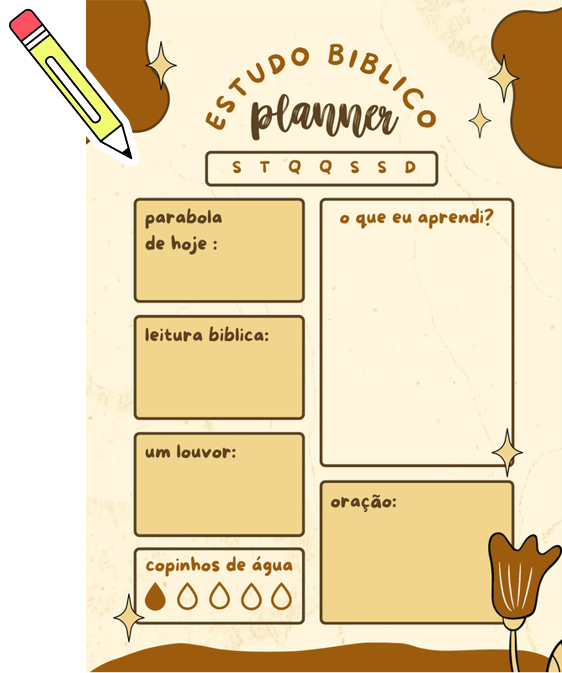 ESTUDO BIBLICO
planner
S T Q Q S S D
parabola
de hoje :
leitura biblica:
um louvor:
copinhos de água
o que eu aprendi?
oração: